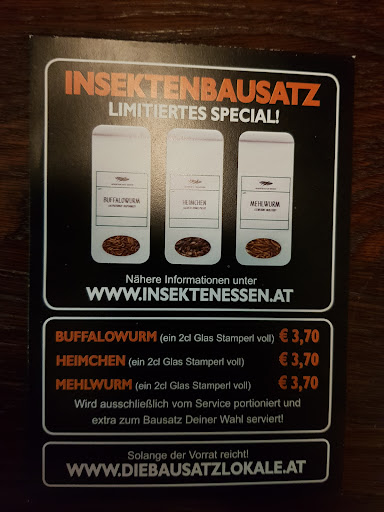 INSEKTENBAUSATZ
LIMITIERTES SPECIAL!
BUFFALOWURM
HEIMCHEN
MEHLWURM
Nähere Informationen unter
WWW.INSEKTENESSEN.AT
BUFFALOWURM (ein 2cl Glas Stamperl voll) € 3,70
HEIMCHEN (ein 2cl Glas Stamperl voll) € 3,70
MEHLWURM (ein 2cl Glas Stamperl voll) € 3,70
Wird ausschließlich vom Service portioniert und
extra zum Bausatz Deiner Wahl serviert!
Solange der Vorrat reicht!
WWW.DIEBAUSATZLOKALE.AT